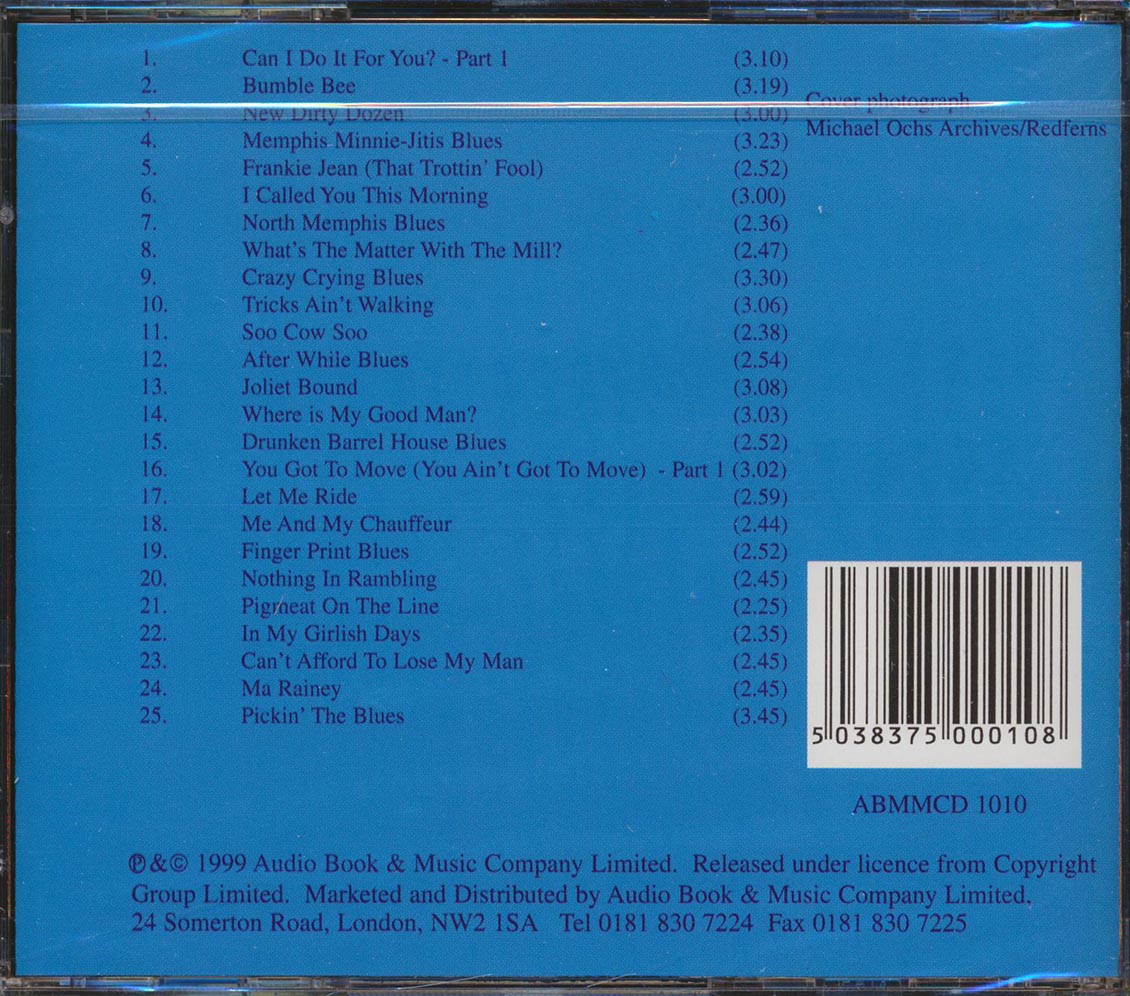 1. Can I Do It For You? - Part 1 (3.10)
2. Bumble Bee (3.19)
3. New Dirty Dozen (3.00)
4. Memphis Minnie-Jitis Blues (3.23)
5. Frankie Jean (That Trottin' Fool) (2.52)
6. I Called You This Morning (3.00)
7. North Memphis Blues (2.36)
8. What's The Matter With The Mill? (2.47)
9. Crazy Crying Blues (3.30)
10. Tricks Ain't Walking (3.06)
11. Soo Cow Soo (2.38)
12. After While Blues (2.54)
13. Joliet Bound (3.08)
14. Where is My Good Man? (3.03)
15. Drunken Barrel House Blues (2.52)
16. You Got To Move (You Ain't Got To Move) - Part 1 (3.02)
17. Let Me Ride (2.59)
18. Me And My Chauffeur (2.44)
19. Finger Print Blues (2.52)
20. Nothing In Rambling (2.45)
21. Pigmeat On The Line (2.25)
22. In My Girlish Days (2.35)
23. Can't Afford To Lose My Man (2.45)
24. Ma Rainey (2.45)
25. Pickin' The Blues (3.45)
Cover photograph
Michael Ochs Archives/Redferns
5 038375 000108
ABMMCD 1010
℗ & © 1999 Audio Book & Music Company Limited. Released under licence from Copyright
Group Limited. Marketed and Distributed by Audio Book & Music Company Limited,
24 Somerton Road, London, NW2 1SA Tel 0181 830 7224 Fax 0181 830 7225